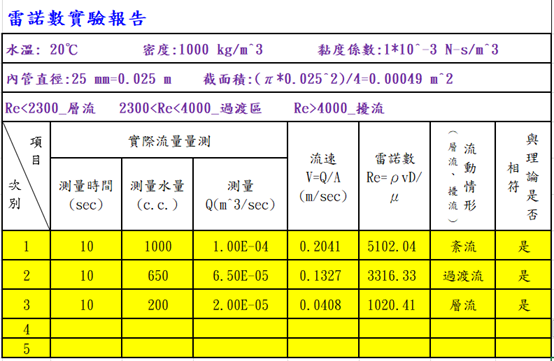 雷諾數實驗報告
水溫: 20℃ 密度:1000 kg/m^3 黏度係數:1*10^-3 N-s/m^3
內管直徑:25 mm=0.025 m 截面積:(π*0.025^2)/4=0.00049 m^2
Re<2300_層流 2300<Re<4000_過渡區 Re>4000_擾流
項目
次別
實際流量量測
測量時間
(sec)
測量水量
(c.c.)
測量
Q(m^3/sec)
流速
V=Q/A
(m/sec)
雷諾數
Re=ρvD/
μ
流動情形
(層流、擾流)
與理論是否
相符
1 10 1000 1.00E-04 0.2041 5102.04 紊流 是
2 10 650 6.50E-05 0.1327 3316.33 過渡流 是
3 10 200 2.00E-05 0.0408 1020.41 層流 是
4
5